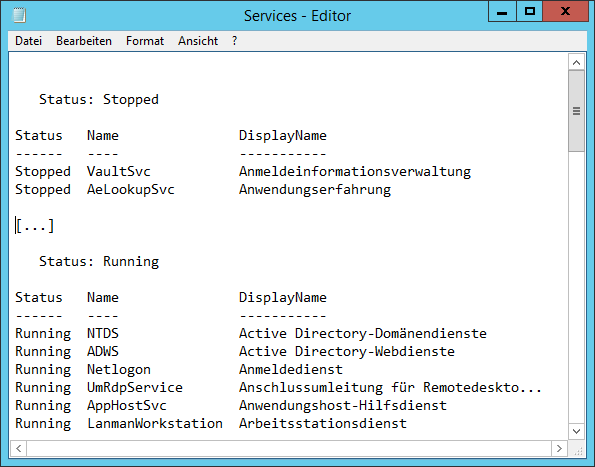 Services - Editor
Datei Bearbeiten Format Ansicht ?
Status: Stopped
Status Name DisplayName
------ ---- -----------
Stopped VaultSvc Anmeldeinformationsverwaltung
Stopped AeLookupSvc Anwendungserfahrung
[...]
Status: Running
Status Name DisplayName
------ ---- -----------
Running NTDS Active Directory-Domänendienste
Running ADWS Active Directory-Webdienste
Running Netlogon Anmeldedienst
Running UmRdpService Anschlussumleitung für Remotedeskto...
Running AppHostSvc Anwendungshost-Hilfsdienst
Running LanmanWorkstation Arbeitsstationsdienst